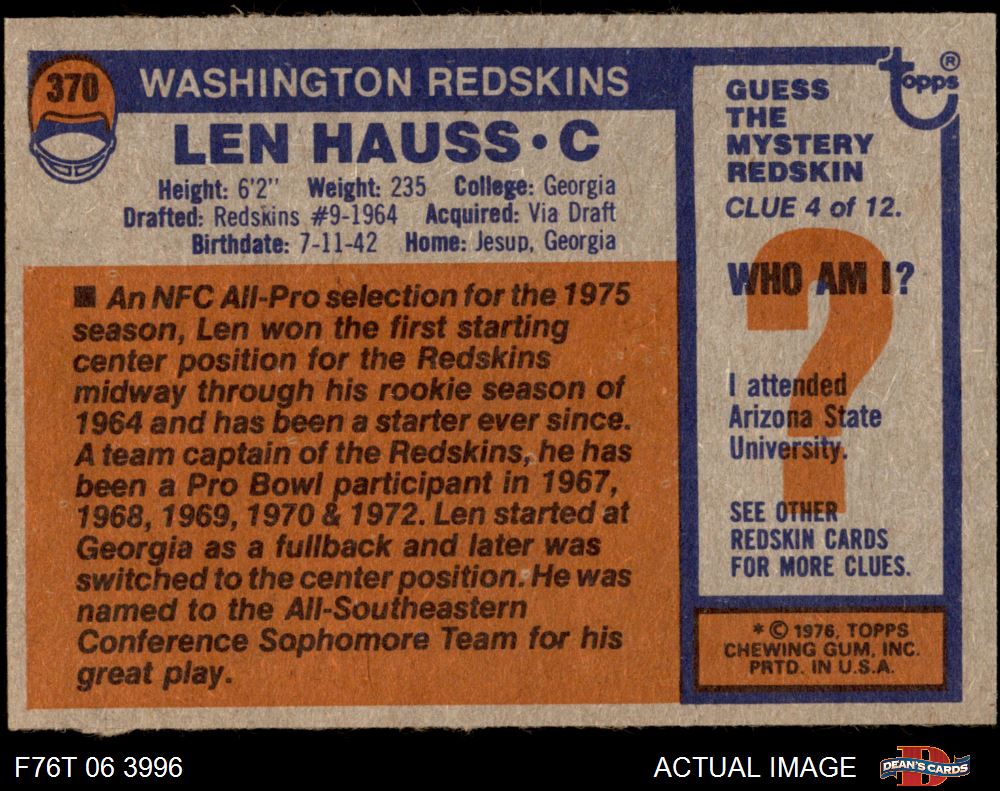 370
WASHINGTON REDSKINS
LEN HAUSS • C
Height: 6'2" Weight: 235 College: Georgia
Drafted: Redskins #9-1964 Acquired: Via Draft
Birthdate: 7-11-42 Home: Jesup, Georgia
■ An NFC All-Pro selection for the 1975
season, Len won the first starting
center position for the Redskins
midway through his rookie season of
1964 and has been a starter ever since.
A team captain of the Redskins, he has
been a Pro Bowl participant in 1967,
1968, 1969, 1970 & 1972. Len started at
Georgia as a fullback and later was
switched to the center position. He was
named to the All-Southeastern
Conference Sophomore Team for his
great play.
Topps®
GUESS
THE
MYSTERY
REDSKIN
CLUE 4 of 12.
?
WHO AM I?
I attended
Arizona State
University.
SEE OTHER
REDSKIN CARDS
FOR MORE CLUES.
* © 1976, TOPPS
CHEWING GUM, INC.
PRTD. IN U.S.A.
F76T 06 3996
ACTUAL IMAGE
D
DEAN'S CARDS